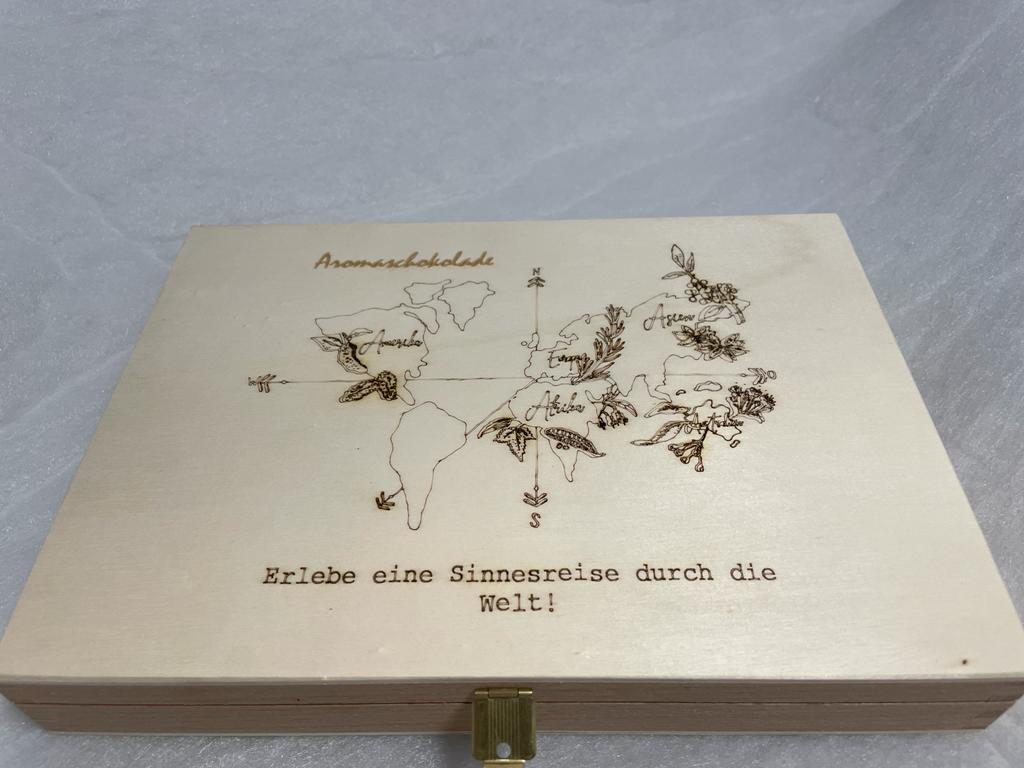 Aromaschokolade
N
Amerika
Asien
Europa
W
O
Afrika
S
Erlebe eine Sinnesreise durch die
Welt!